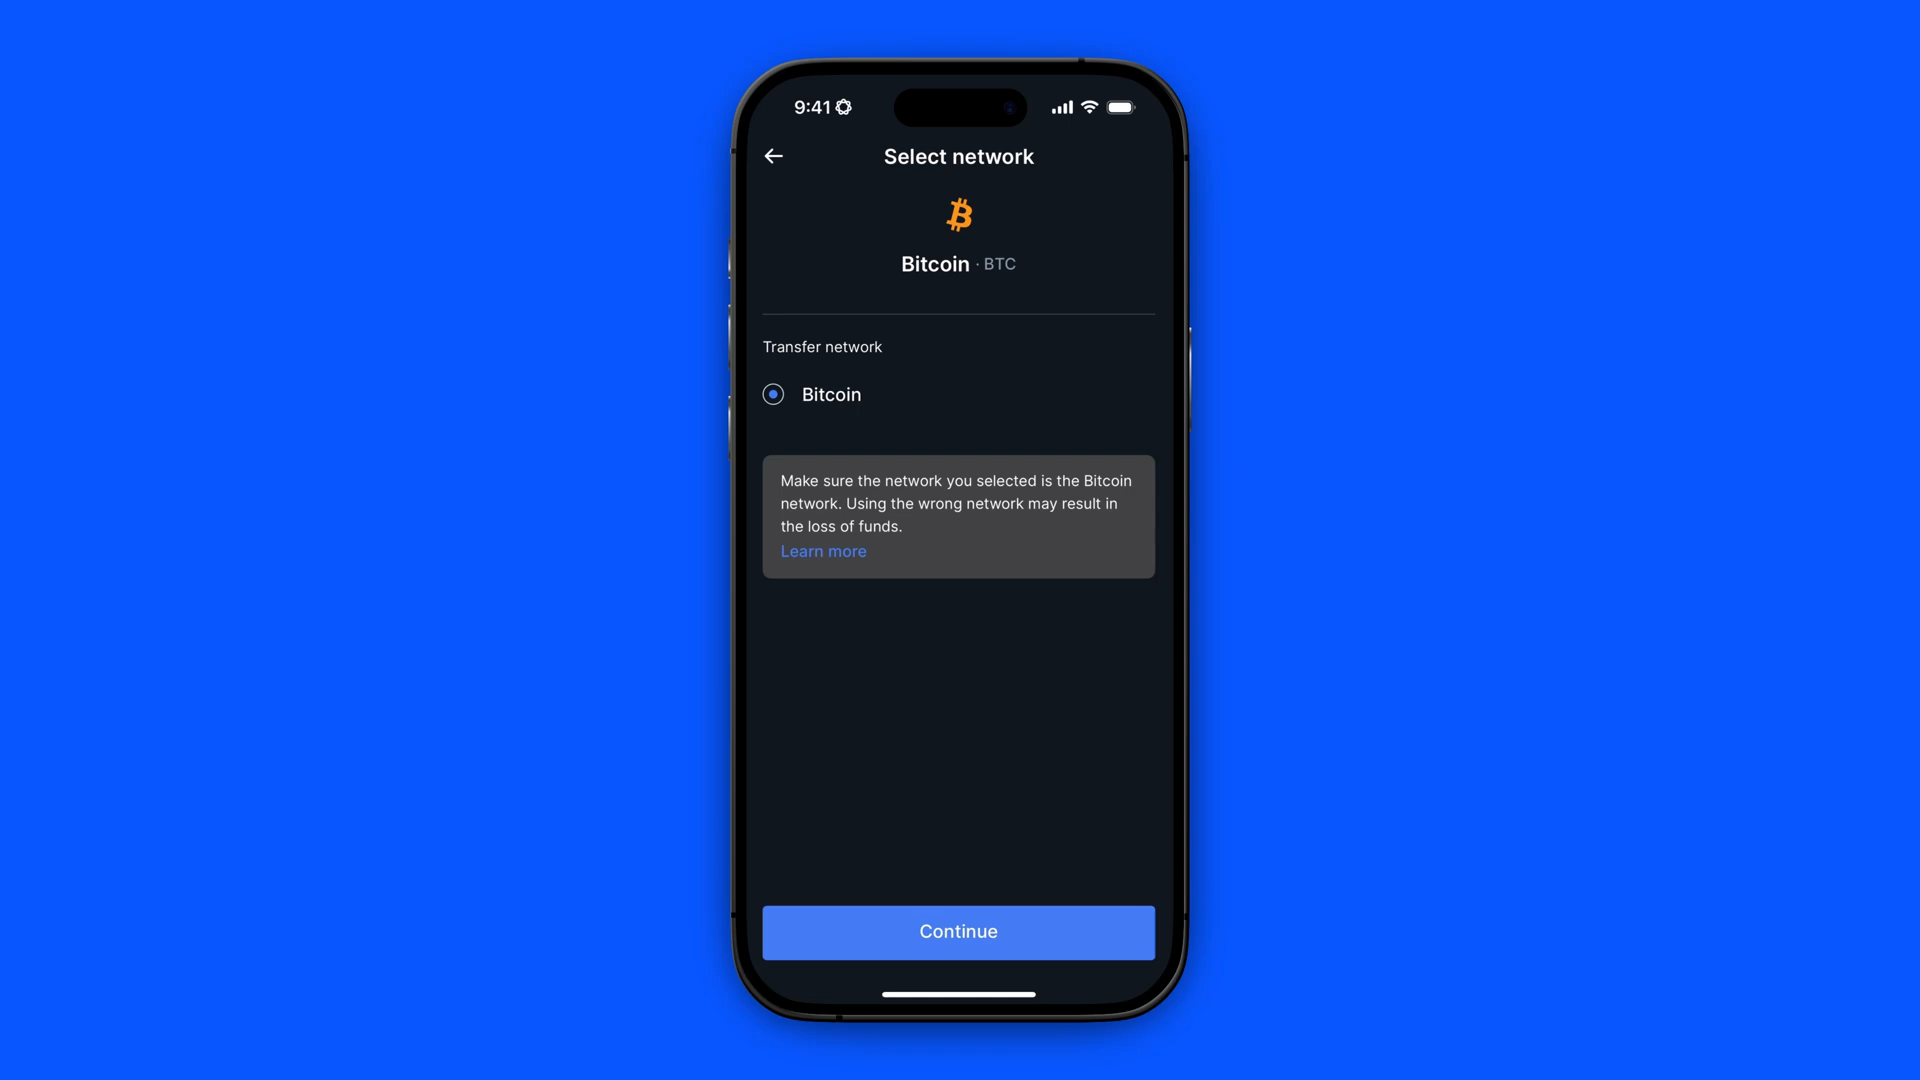 9:41
Select network
Bitcoin · BTC
Transfer network
Bitcoin
Make sure the network you selected is the Bitcoin
network. Using the wrong network may result in
the loss of funds.
Learn more
Continue